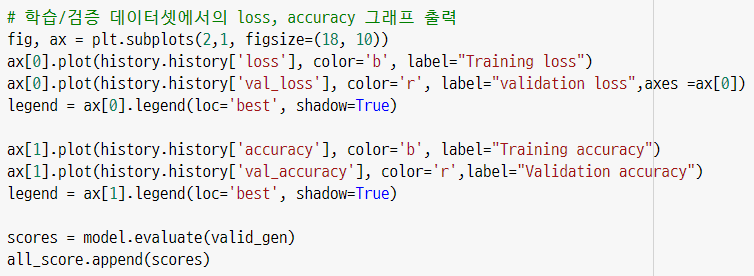 # 학습/검증 데이터셋에서의 loss, accuracy 그래프 출력
fig, ax = plt.subplots(2,1, figsize=(18, 10))
ax[0].plot(history.history['loss'], color='b', label="Training loss")
ax[0].plot(history.history['val_loss'], color='r', label="validation loss",axes =ax[0])
legend = ax[0].legend(loc='best', shadow=True)

ax[1].plot(history.history['accuracy'], color='b', label="Training accuracy")
ax[1].plot(history.history['val_accuracy'], color='r',label="Validation accuracy")
legend = ax[1].legend(loc='best', shadow=True)

scores = model.evaluate(valid_gen)
all_score.append(scores)